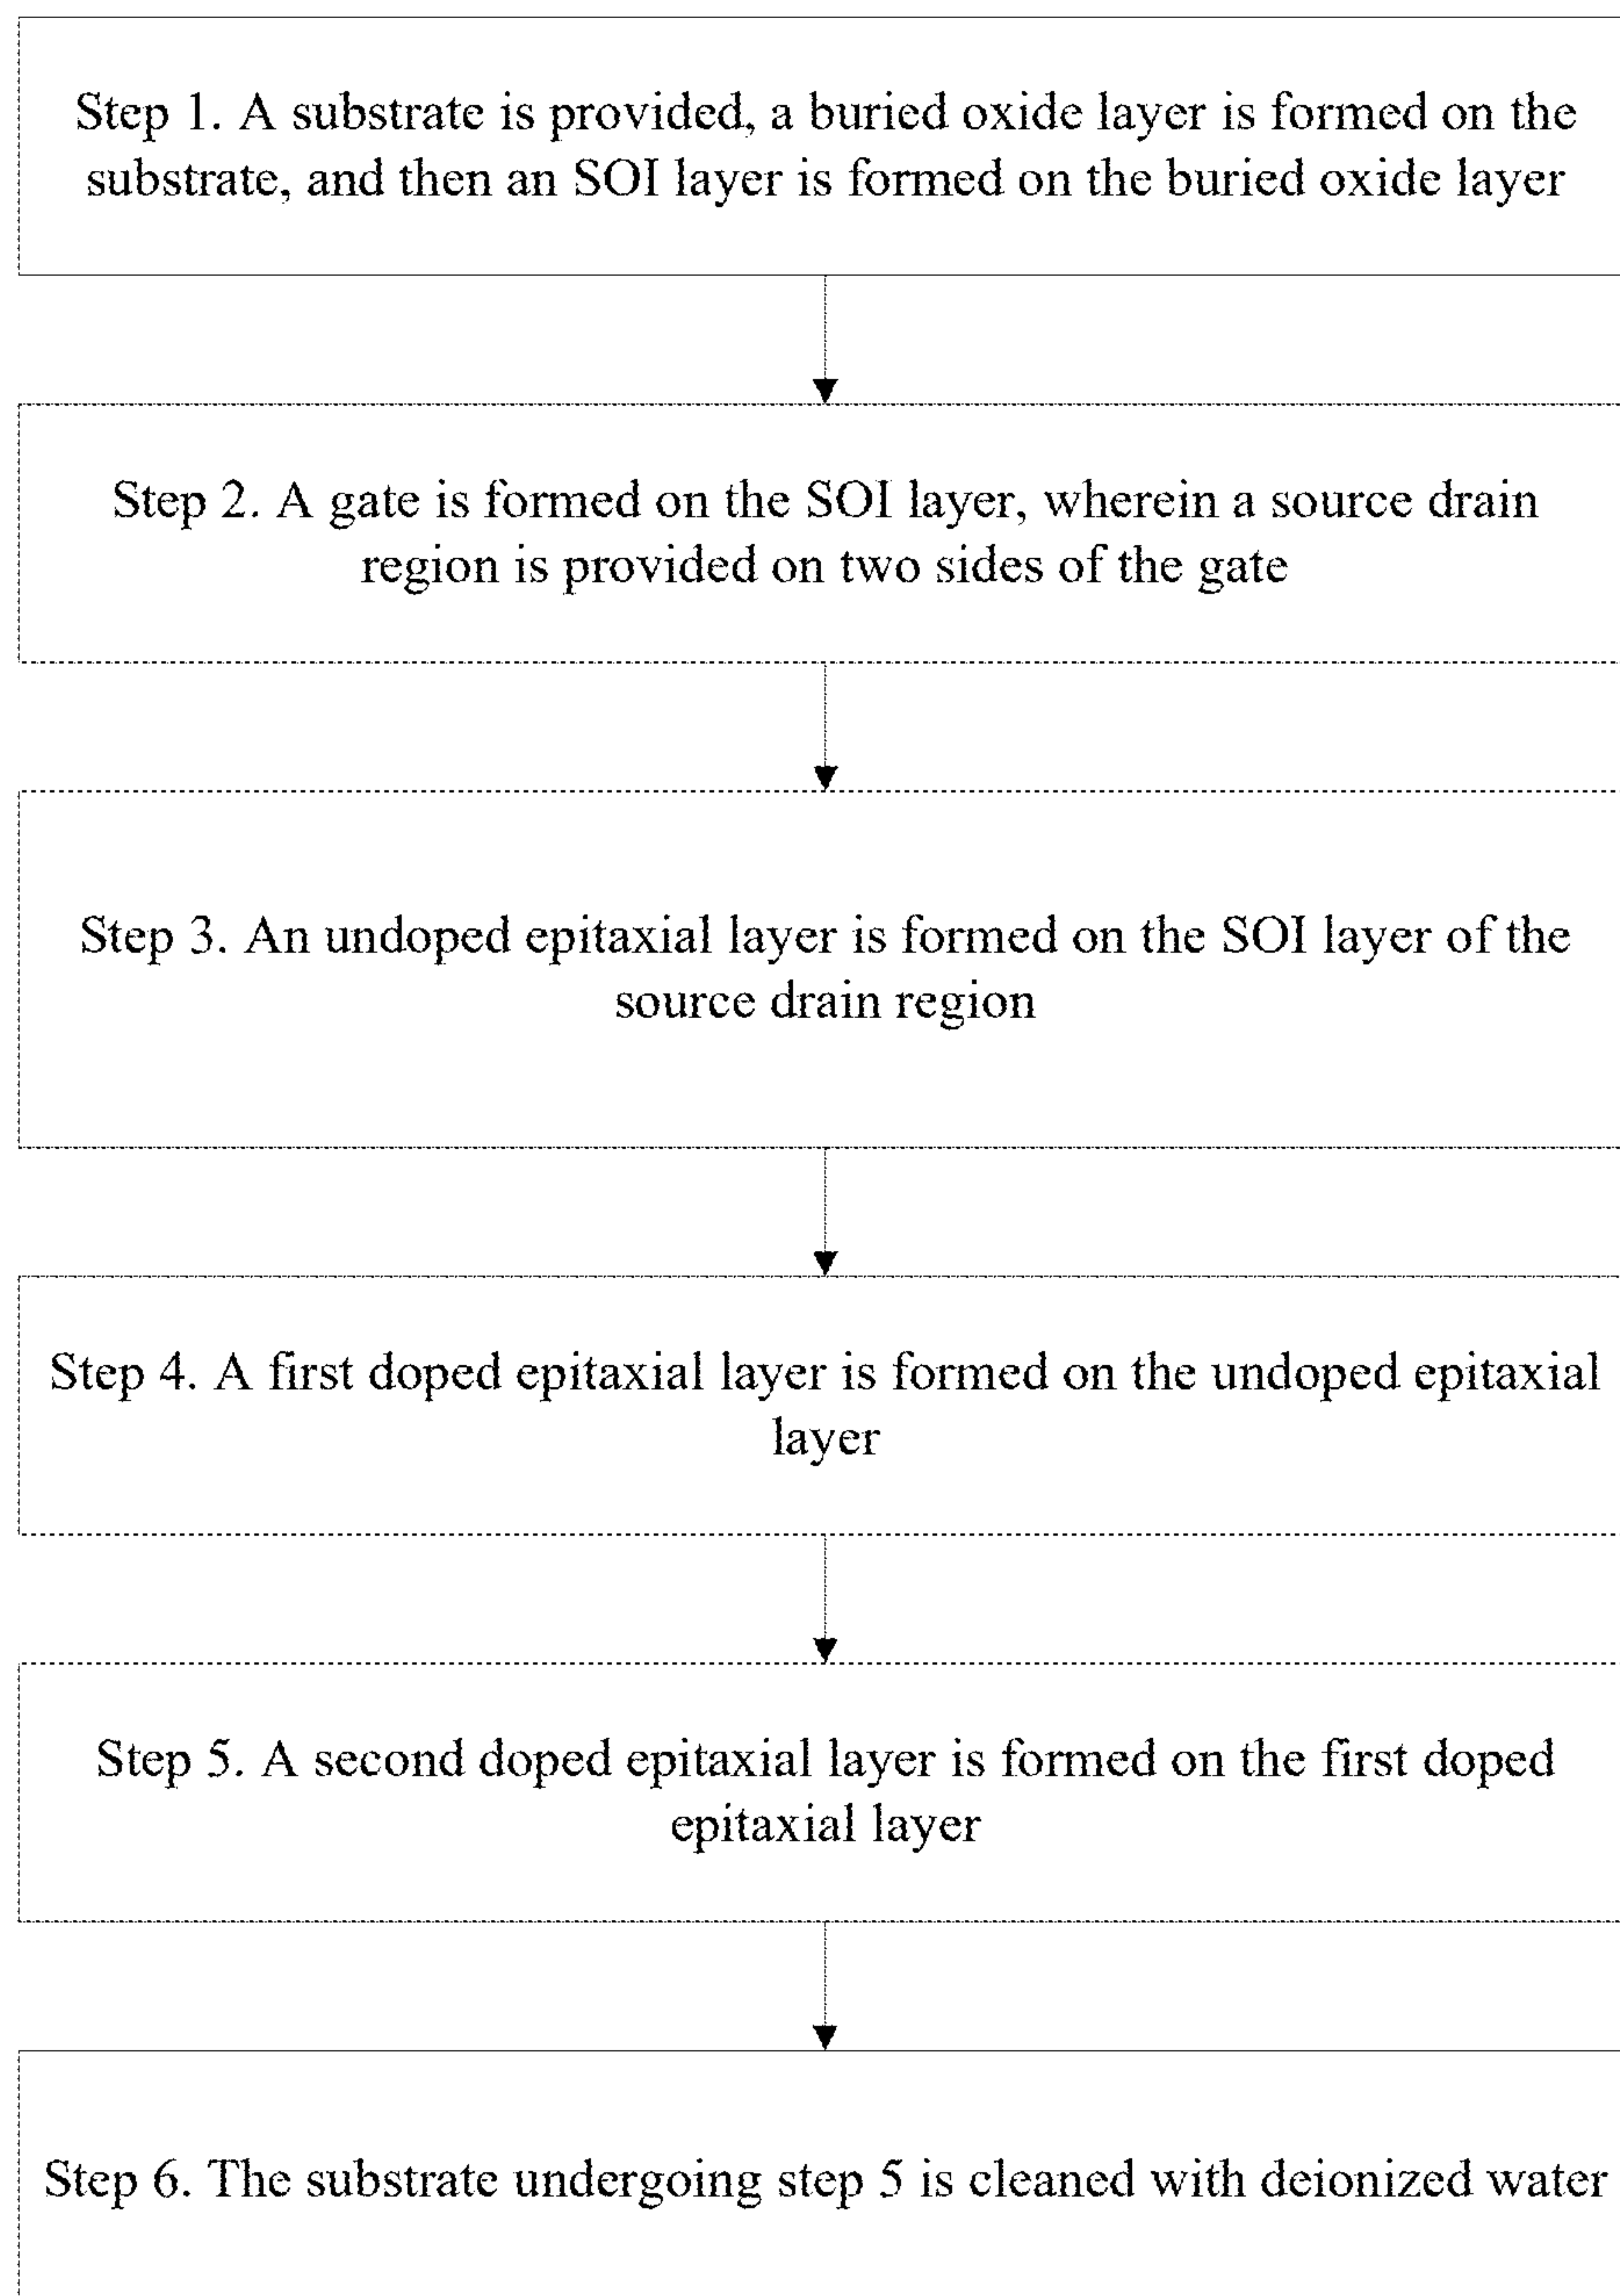 Step 1. A substrate is provided, a buried oxide layer is formed on the
substrate, and then an SOI layer is formed on the buried oxide layer
Step 2. A gate is formed on the SOI layer, wherein a source drain
region is provided on two sides of the gate
Step 3. An undoped epitaxial layer is formed on the SOI layer of the
source drain region
Step 4. A first doped epitaxial layer is formed on the undoped epitaxial
layer
Step 5. A second doped epitaxial layer is formed on the first doped
epitaxial layer
Step 6. The substrate undergoing step 5 is cleaned with deionized water